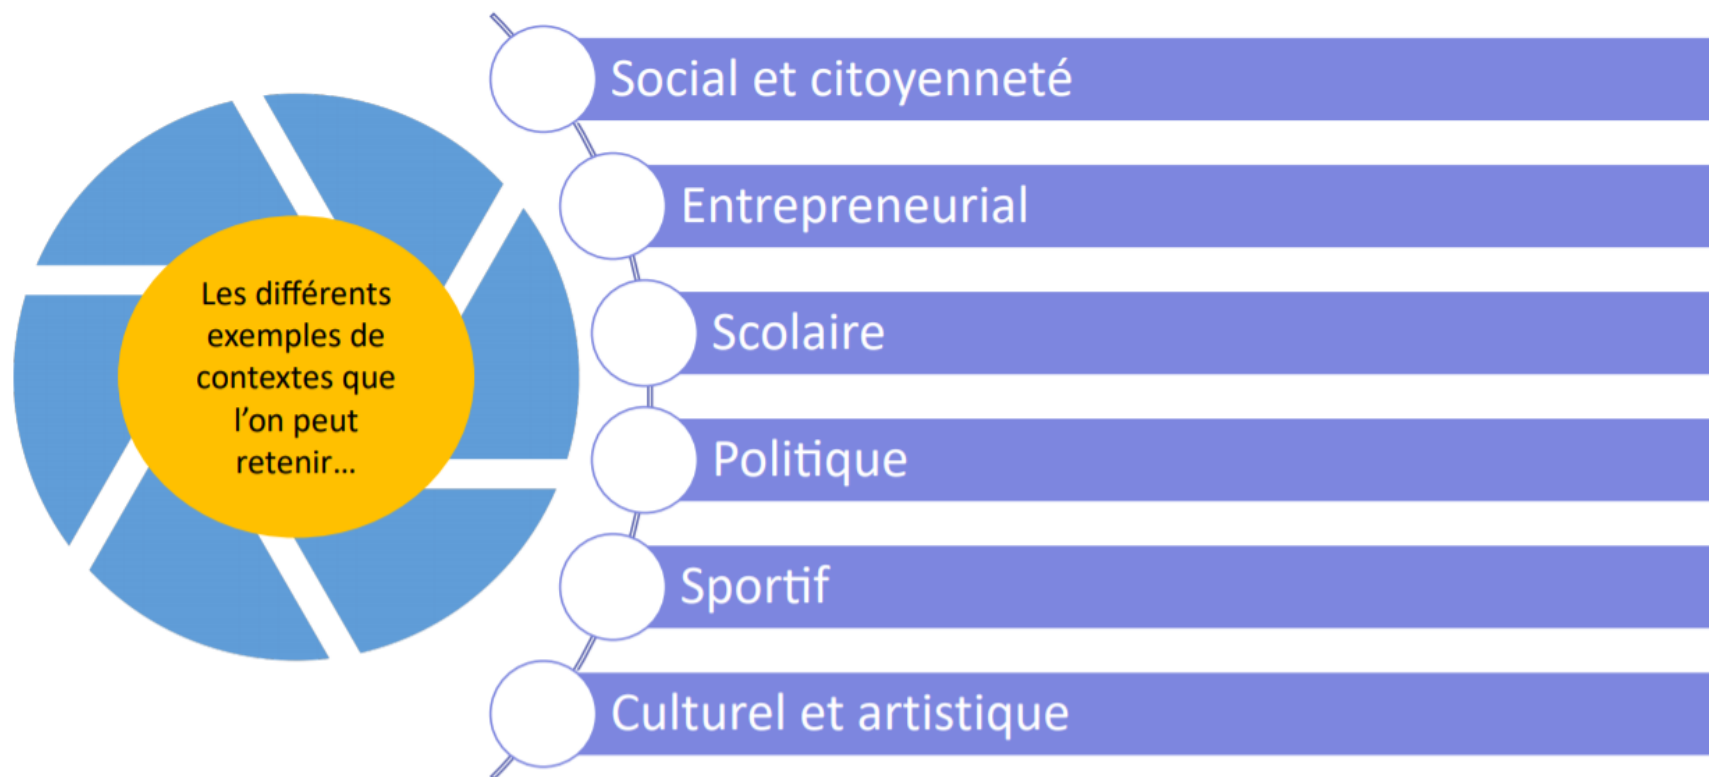 Les différents
exemples de
contextes que
l’on peut
retenir...
Social et citoyenneté
Entrepreneurial
Scolaire
Politique
Sportif
Culturel et artistique